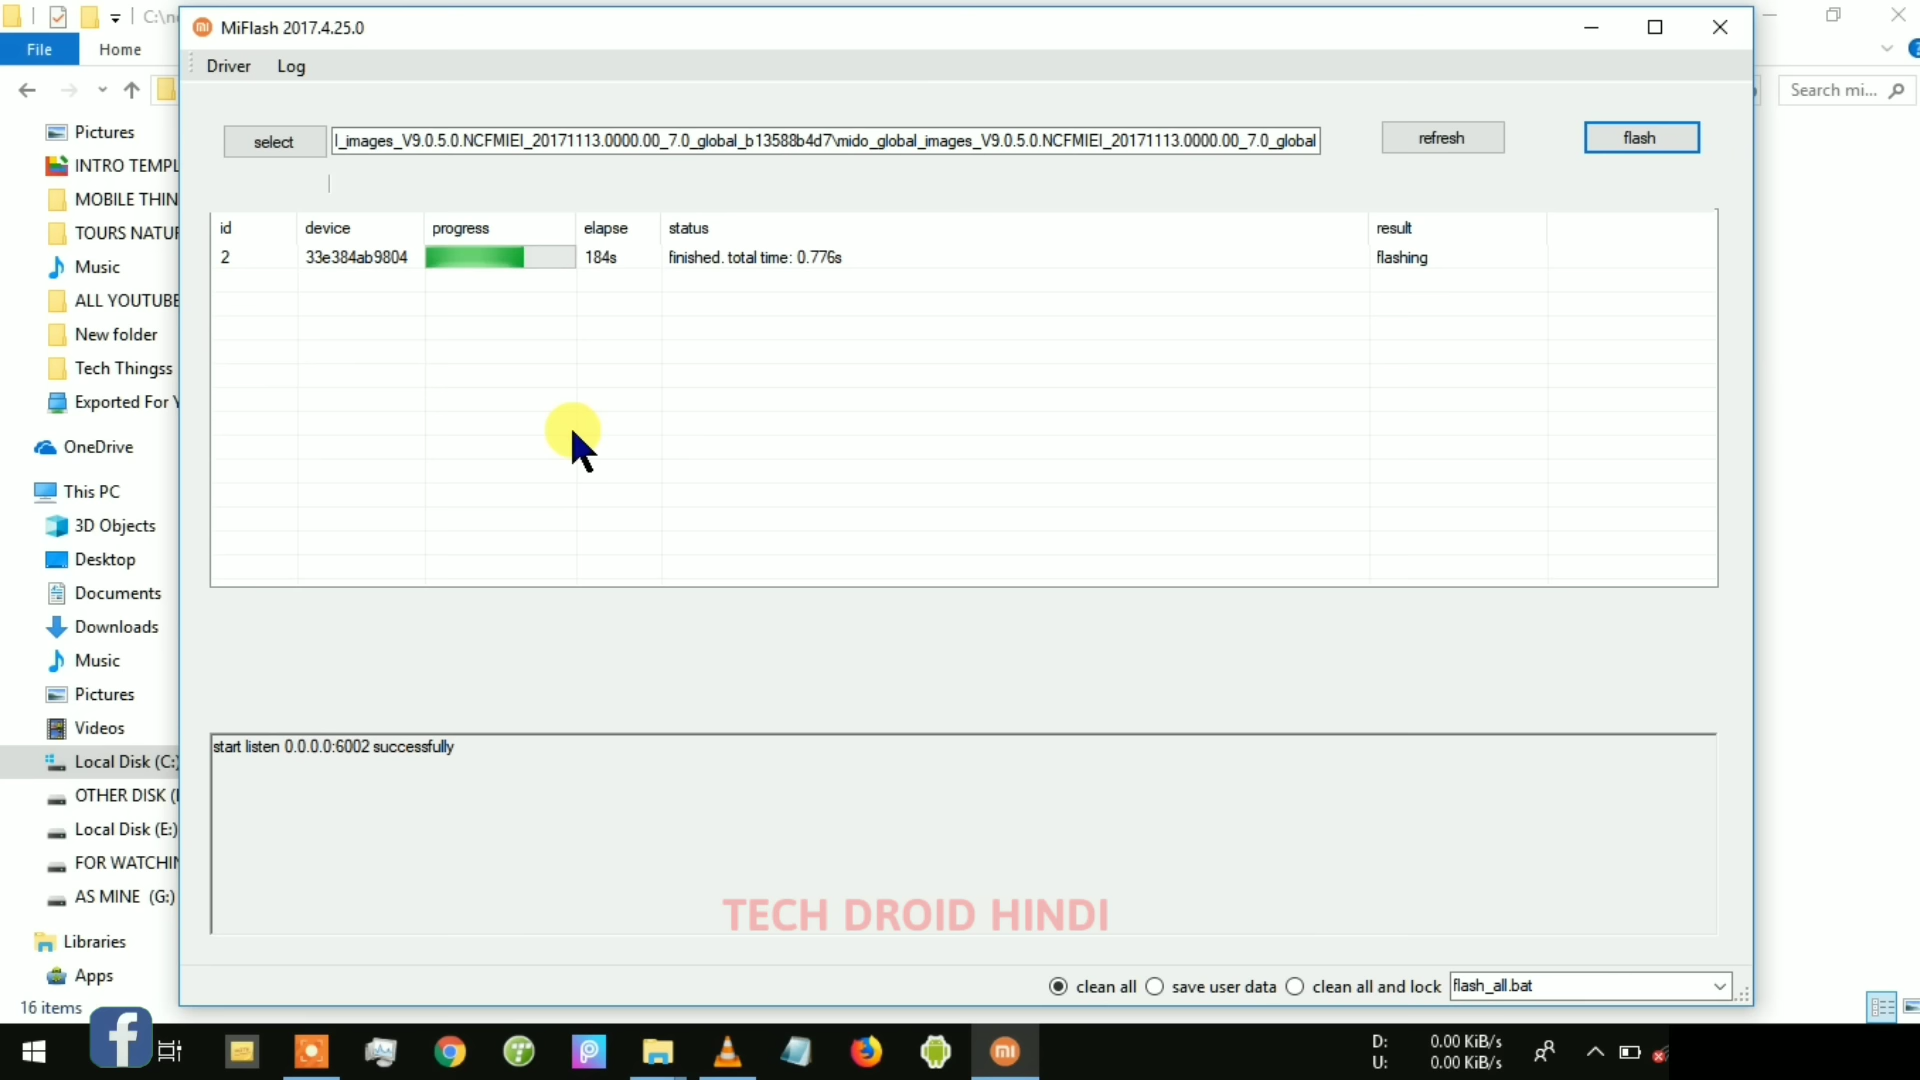 C:\n
MiFlash 2017.4.25.0
File
Home
Driver Log
Search mi...
select
l_images_V9.0.5.0.NCFMIEI_20171113.0000.00_7.0_global_b13588b4d7\mido_global_images_V9.0.5.0.NCFMIEI_20171113.0000.00_7.0_global
refresh
flash
id device progress elapse status result
2 33e384ab9804 184s finished. total time: 0.776s flashing
Pictures
INTRO TEMPL
MOBILE THIN
TOURS NATUR
Music
ALL YOUTUBE
New folder
Tech Thingss
Exported For Y
OneDrive
This PC
3D Objects
Desktop
Documents
Downloads
Music
Pictures
Videos
Local Disk (C:)
OTHER DISK (
Local Disk (E:)
FOR WATCHIN
AS MINE (G:)
Libraries
Apps
16 items
start listen 0.0.0.0:6002 successfully
TECH DROID HINDI
clean all save user data clean all and lock flash_all.bat
D: 0.00 KiB/s
U: 0.00 KiB/s